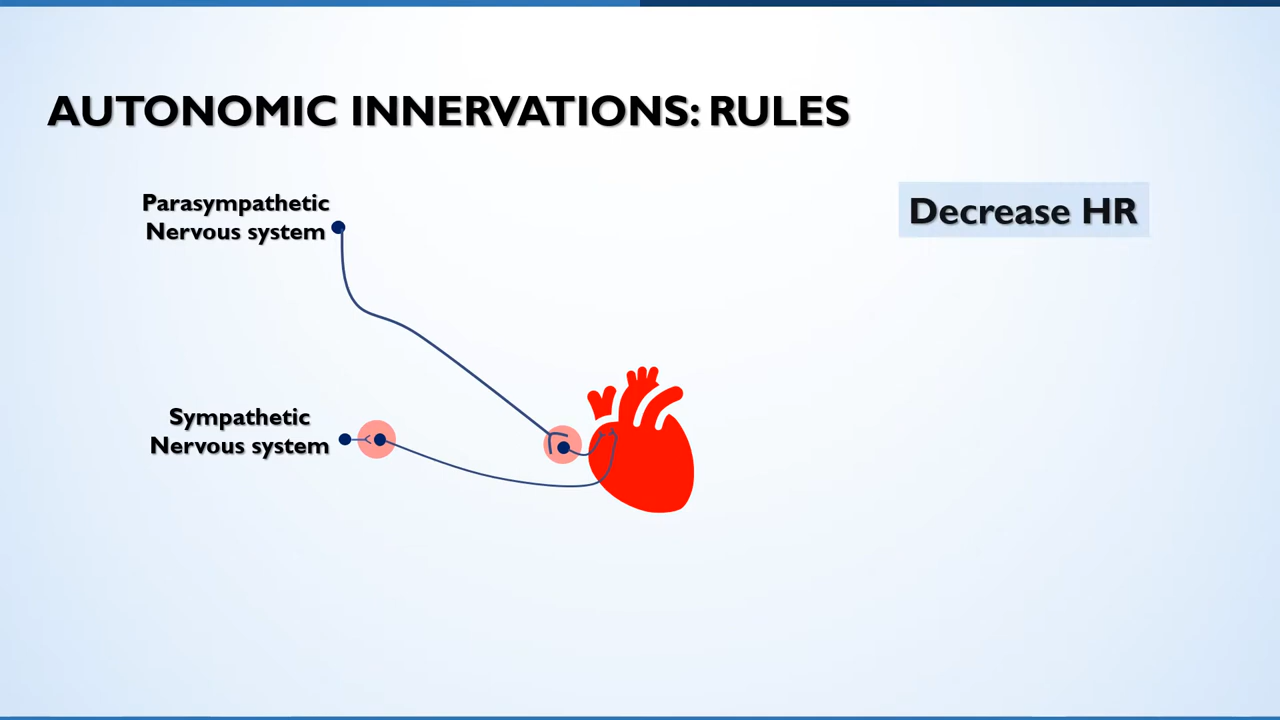 AUTONOMIC INNERVATIONS: RULES
Parasympathetic
Nervous system
Decrease HR
Sympathetic
Nervous system